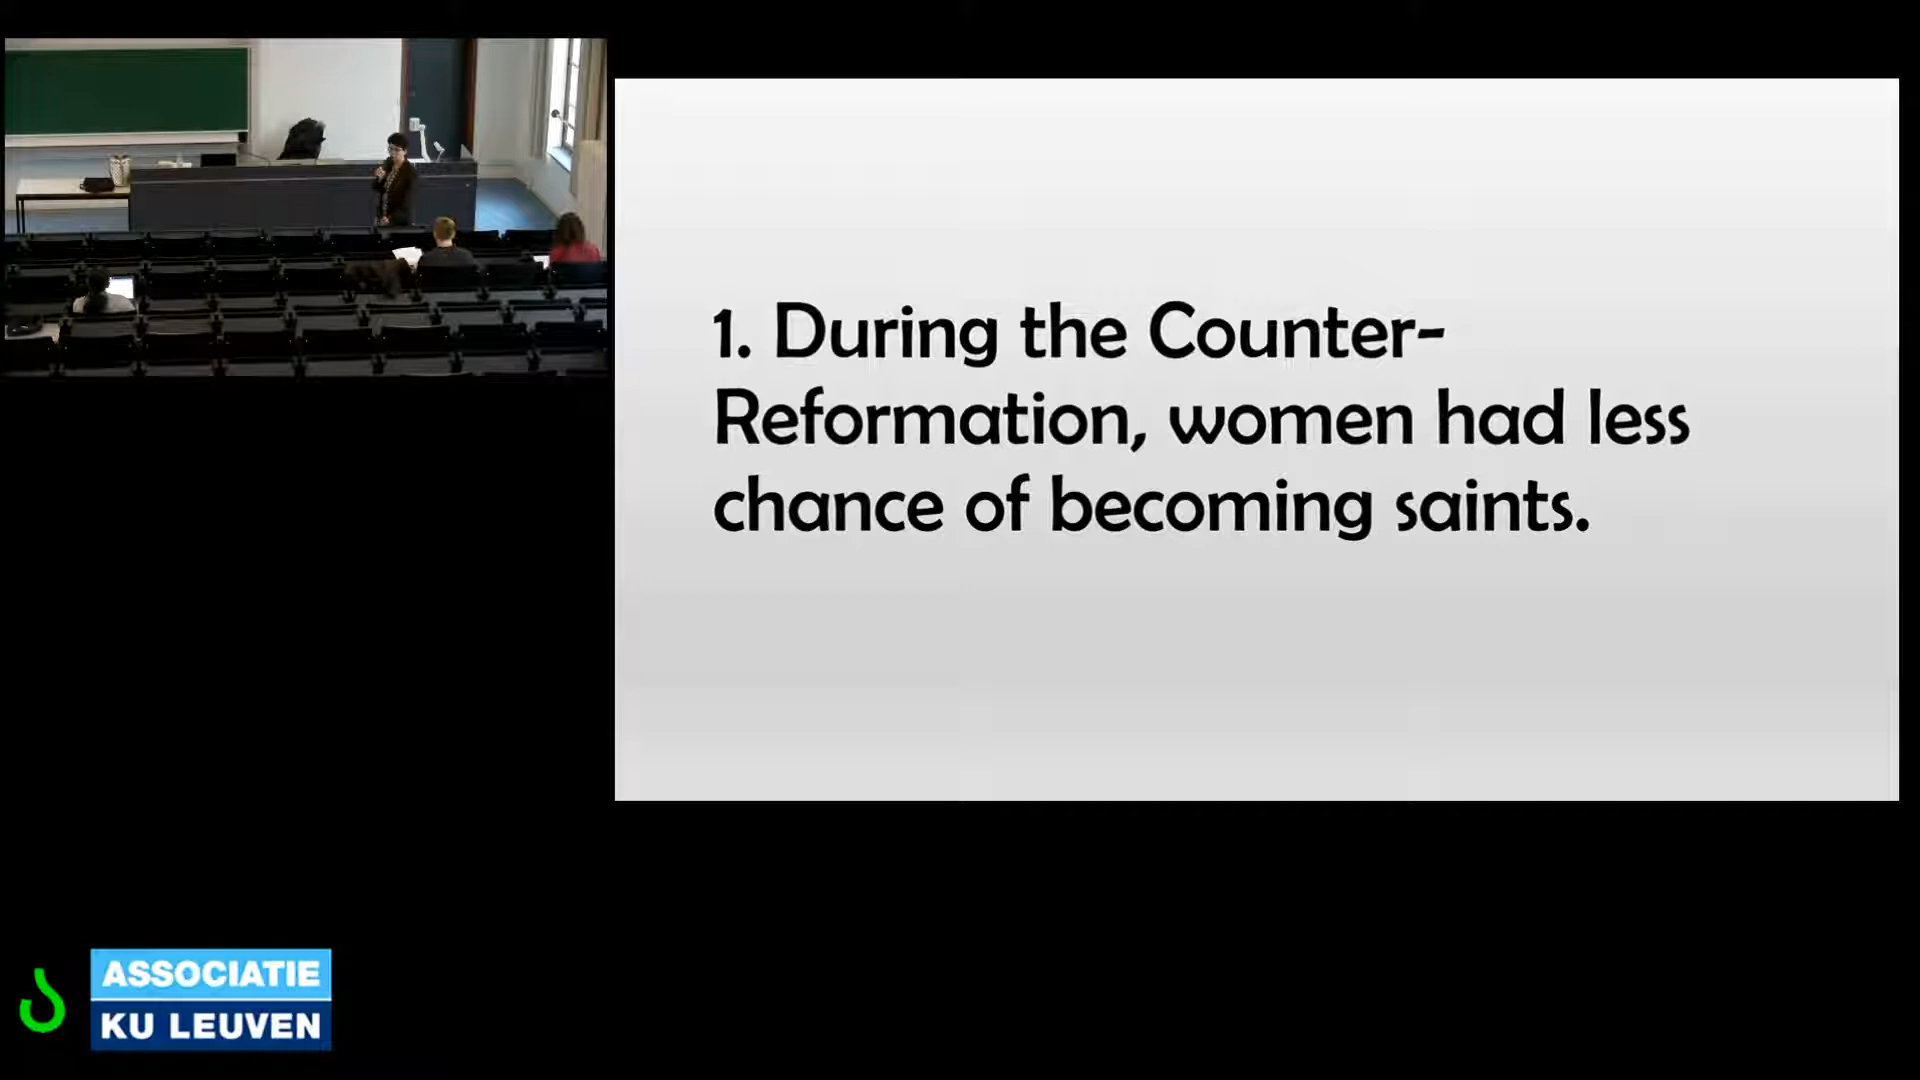 1. During the Counter-
Reformation, women had less
chance of becoming saints.
ASSOCIATIE
KU LEUVEN